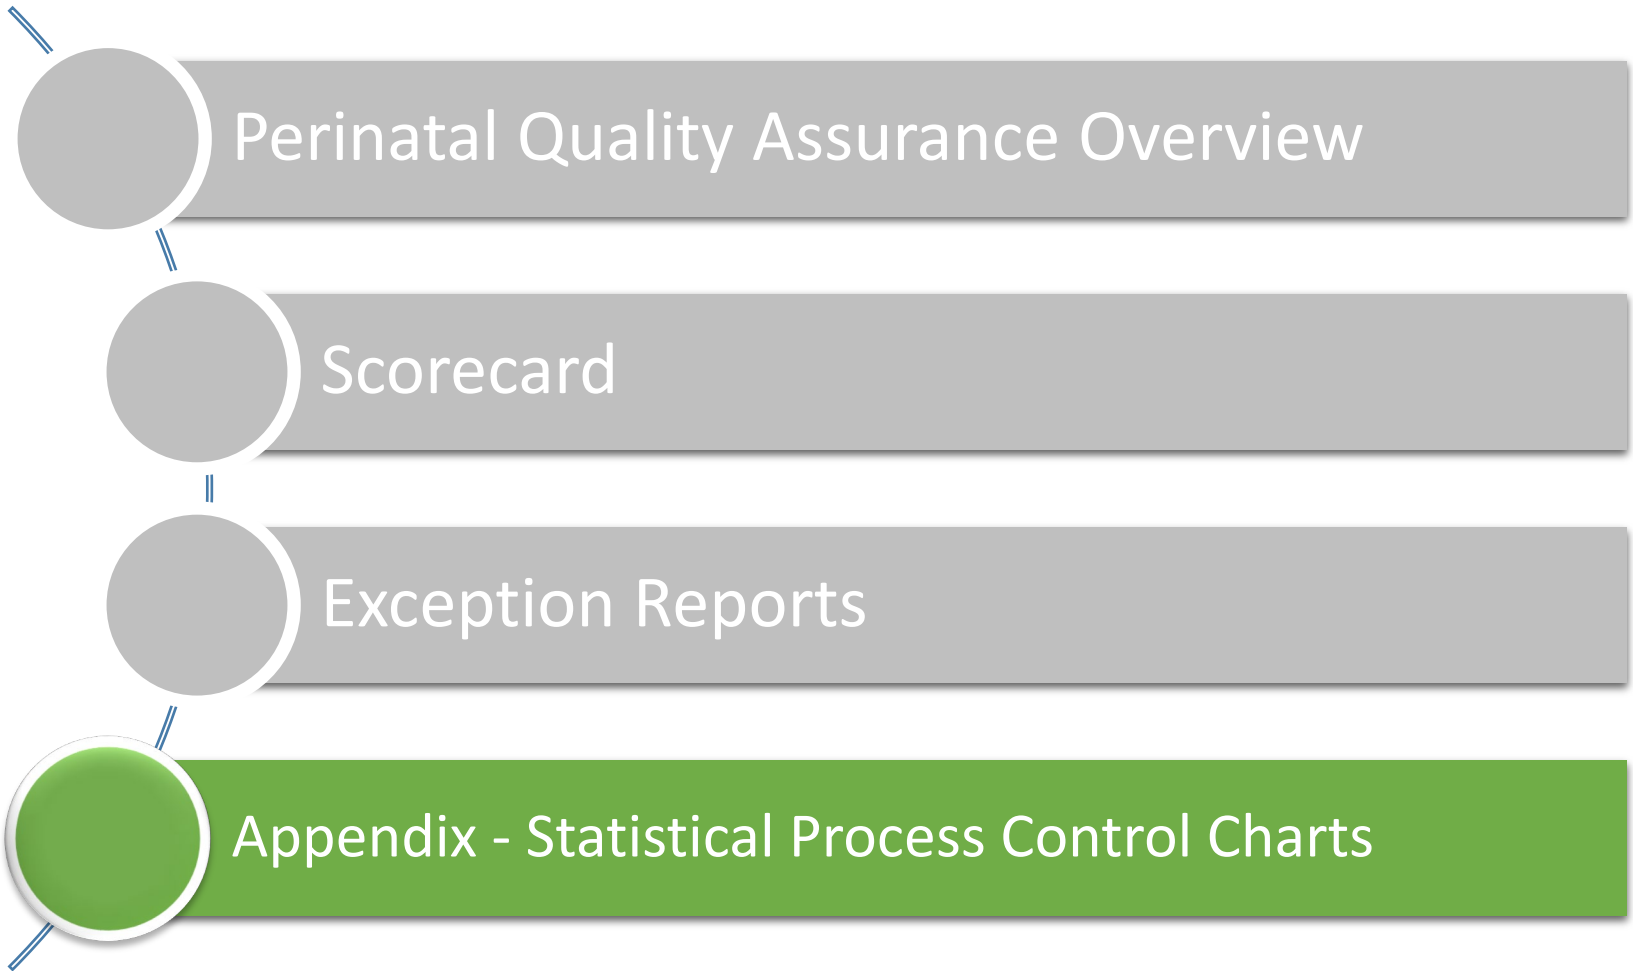 Perinatal Quality Assurance Overview
Scorecard
Exception Reports
Appendix - Statistical Process Control Charts